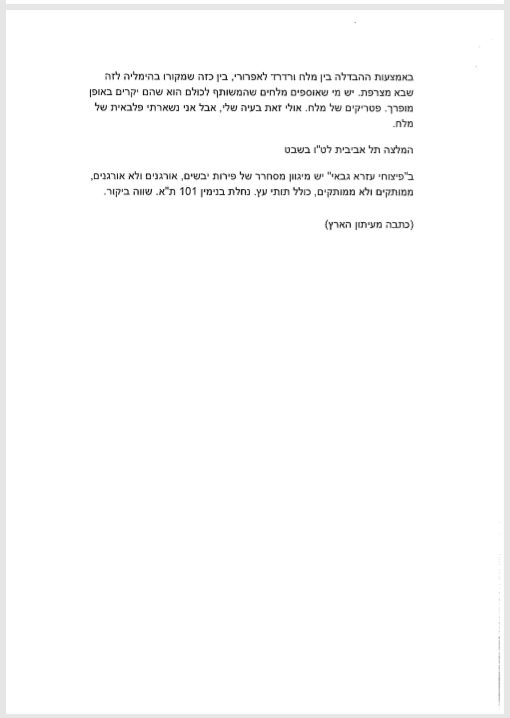 באמצעות ההבדלה בין מלח ורדרד לאפרורי, בין כזה שמקורו בהימליה לזה
שבא מצרפת. יש מי שאוספים מלחים שהמשותף לכולם הוא שהם יקרים באופן
מופרך. פטריקים של מלח. אולי זאת בעיה שלי, אבל אני נשארתי פלבאית של
מלח.
המלצה תל אביבית לט"ו בשבט
ב"פיצוחי עזרא גבאי" יש מיגוון מסחרר של פירות יבשים, אורגנים ולא אורגנים,
ממותקים ולא ממותקים, כולל תותי עץ. נחלת בנימין 101 ת"א. שווה ביקור.
(כתבה מעיתון הארץ)